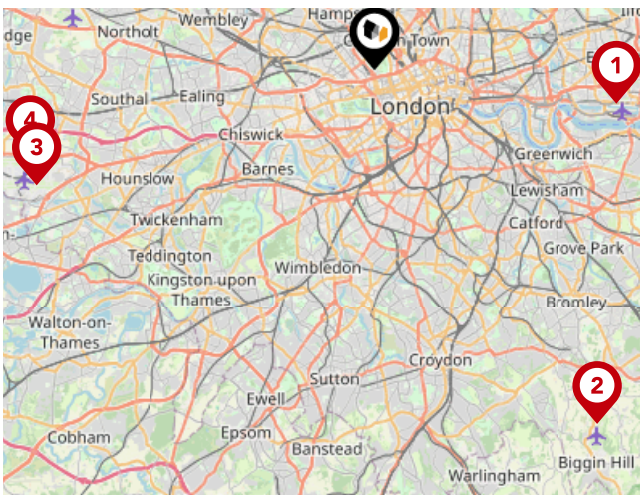 Wembley
Hamp
dge
Northolt
n Town
1
Southal
Ealing
London
4
Chiswick
3
Greenwich
Barnes
Hounslow
Lewisham
Twickenham
Catford
Teddington
Grove Park
Wimbledon
Kingston upon
Thames
Bromley
Walton-on-
Thames
Croydon
Sutton
2
Ewell
Epsom
Cobham
Banstead
Biggin Hill
Warlingham